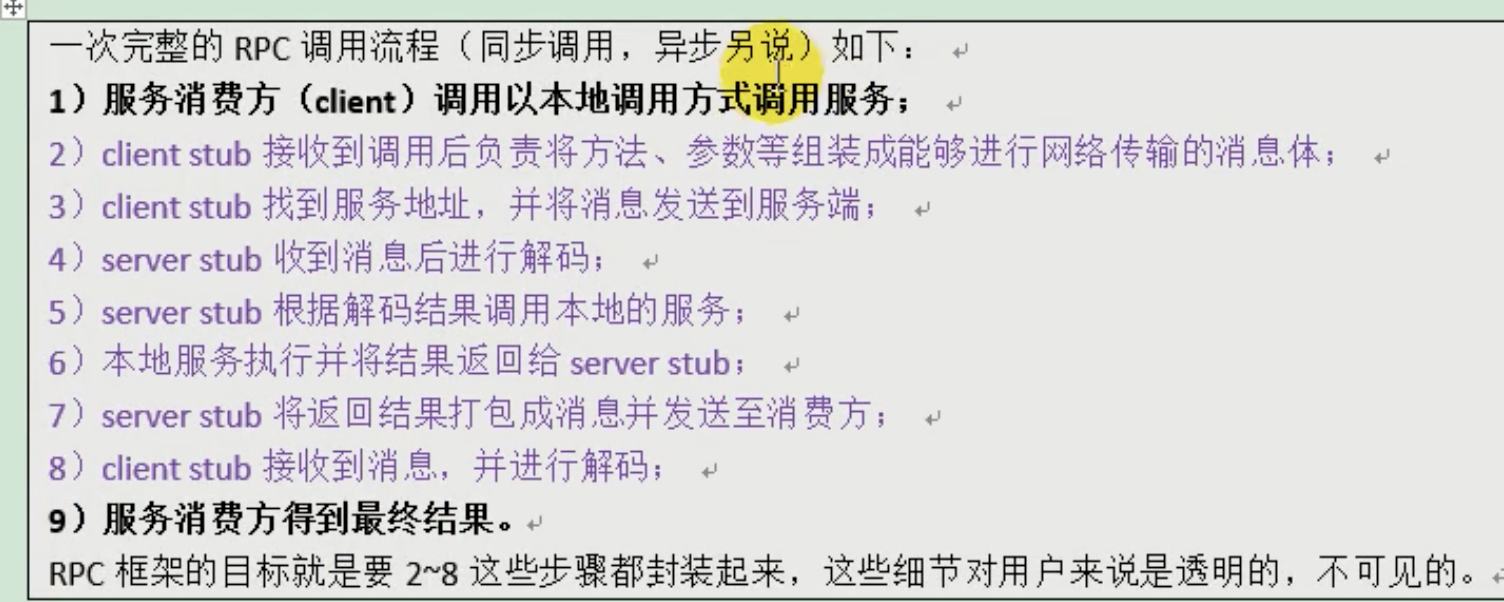 一次完整的 RPC 调用流程（同步调用，异步另说）如下：
1）服务消费方（client）调用以本地调用方式调用服务；
2）client stub 接收到调用后负责将方法、参数等组装成能够进行网络传输的消息体；
3）client stub 找到服务地址，并将消息发送到服务端；
4）server stub 收到消息后进行解码；
5）server stub 根据解码结果调用本地的服务；
6）本地服务执行并将结果返回给 server stub；
7）server stub 将返回结果打包成消息并发送至消费方；
8）client stub 接收到消息，并进行解码；
9）服务消费方得到最终结果。
RPC 框架的目标就是要 2~8 这些步骤都封装起来，这些细节对用户来说是透明的，不可见的。